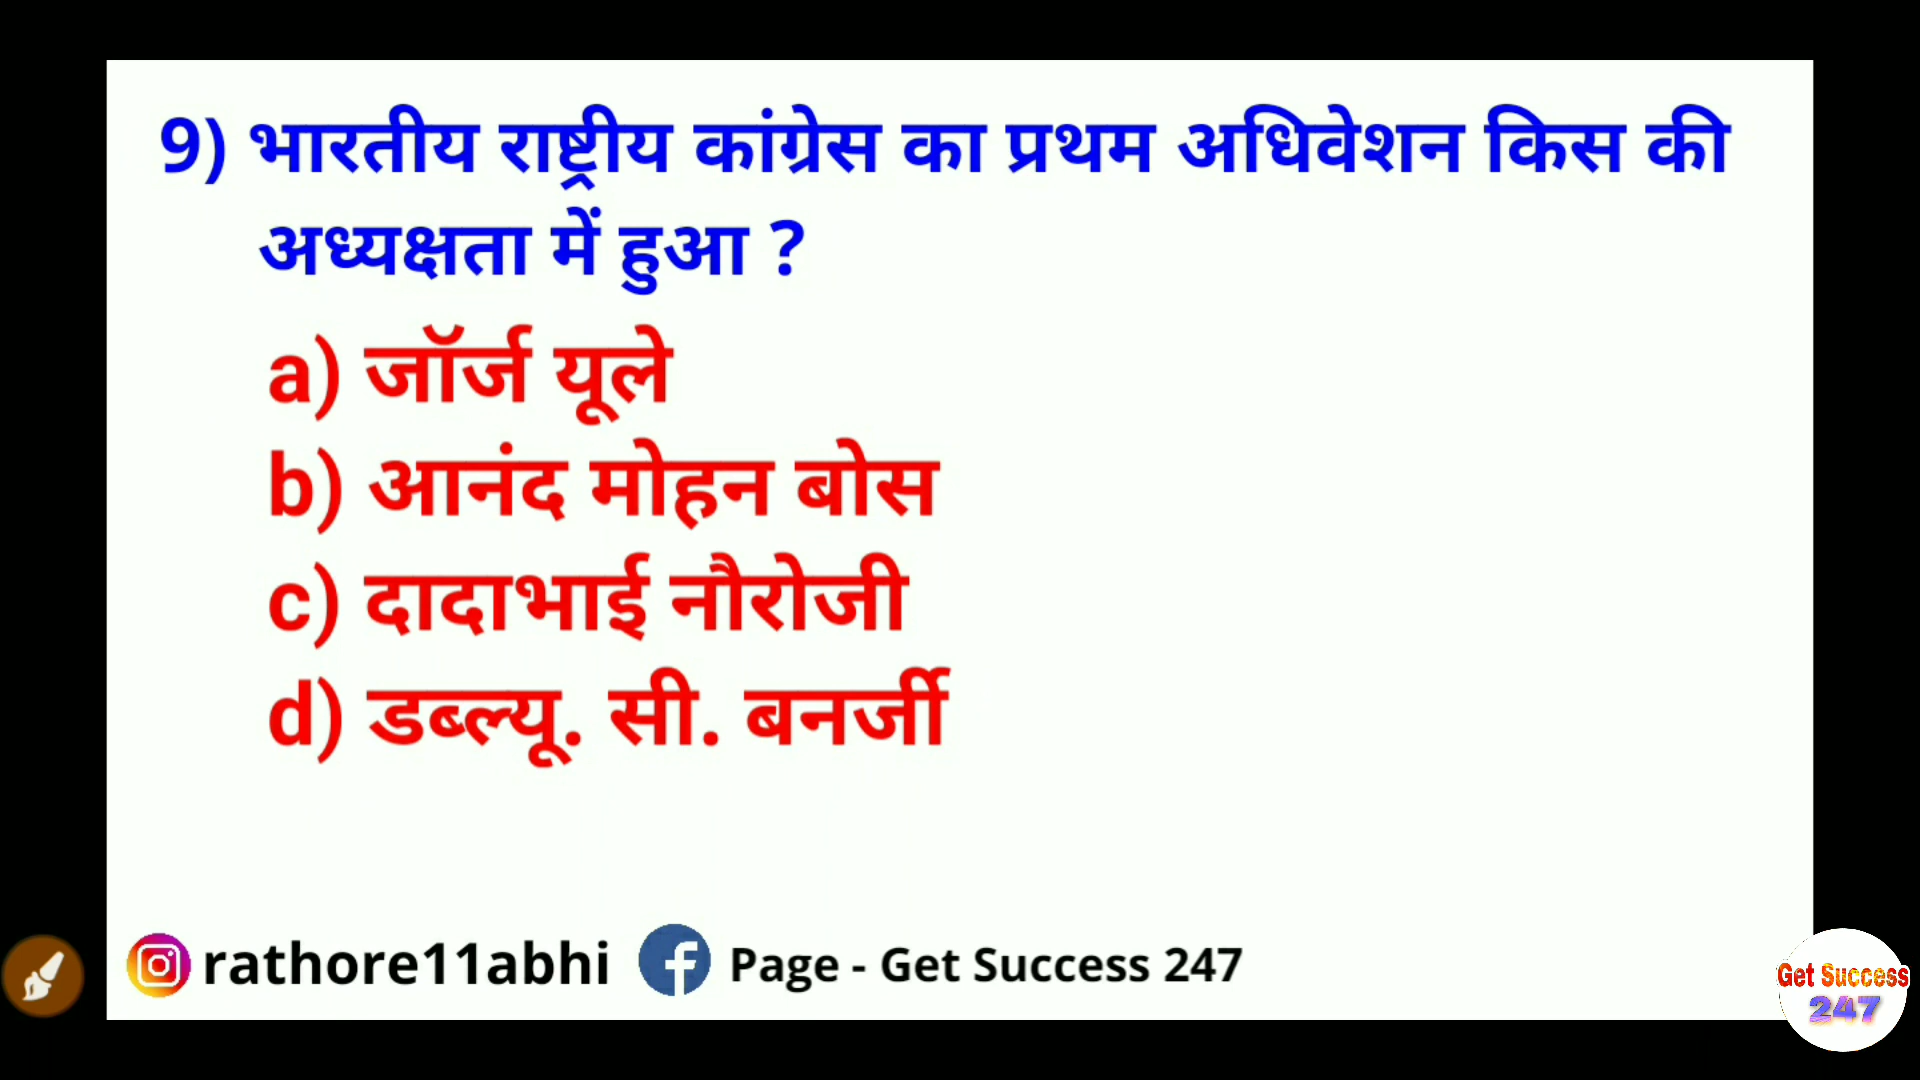 9) भारतीय राष्ट्रीय कांग्रेस का प्रथम अधिवेशन किस की
अध्यक्षता में हुआ ?
a) जॉर्ज यूले
b) आनंद मोहन बोस
c) दादाभाई नौरोजी
d) डब्ल्यू. सी. बनर्जी
rathore11abhi Page - Get Success 247
Get Success
247